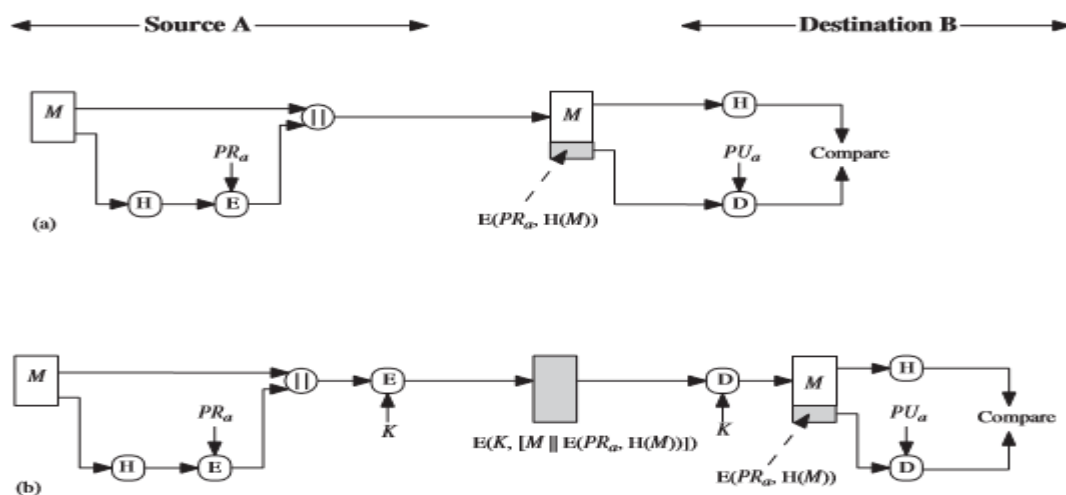 Source A
Destination B
M
||
M
H
PRa
PUa
Compare
H
E
D
E(PRa, H(M))
(a)
M
||
E
D
M
H
PRa
K
K
PUa
Compare
E(K, [M || E(PRa, H(M))])
H
E
E(PRa, H(M))
D
(b)